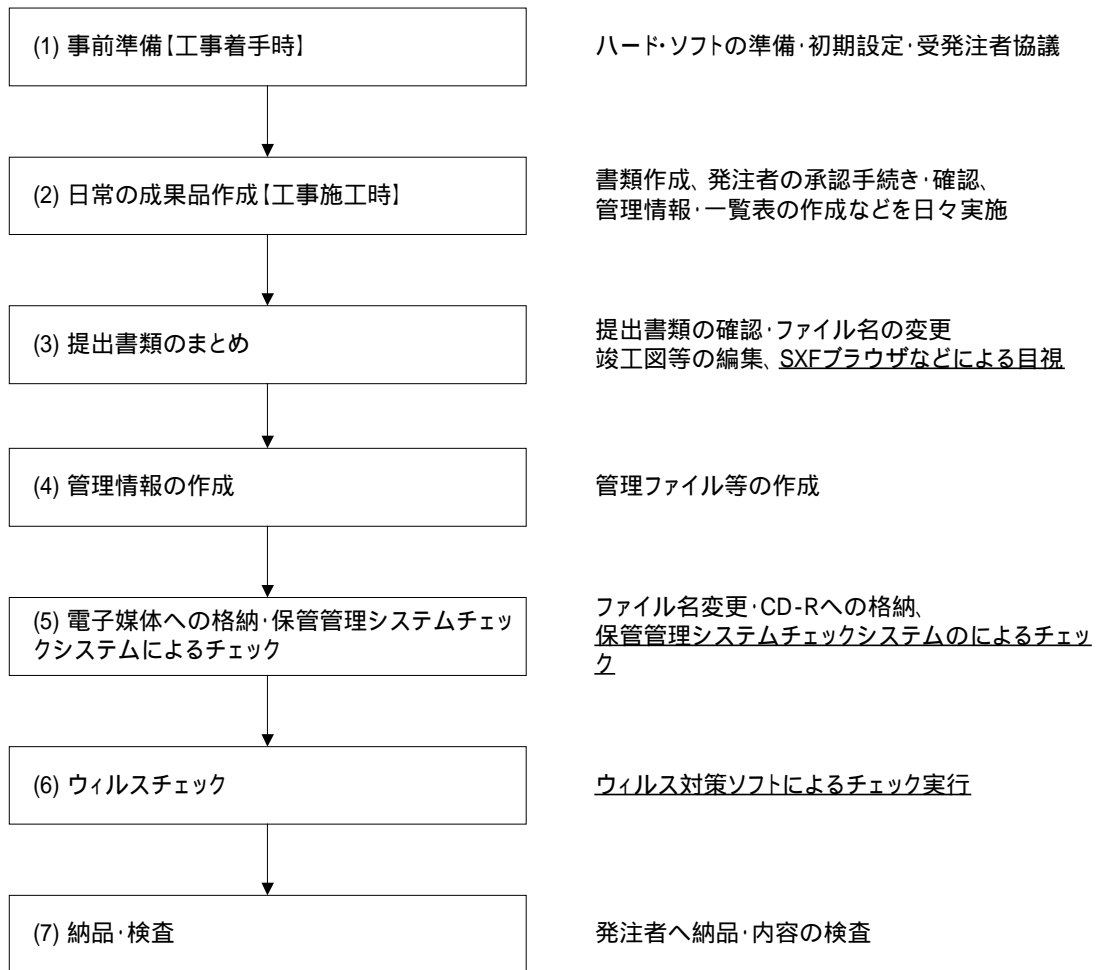 (1) 事前準備【工事着手時】
ハード・ソフトの準備・初期設定・受発注者協議
(2) 日常の成果品作成【工事施工時】
書類作成、発注者の承認手続き・確認、
管理情報・一覧表の作成などを日々実施
(3) 提出書類のまとめ
提出書類の確認・ファイル名の変更
竣工図等の編集、SXFブラウザなどによる目視
(4) 管理情報の作成
管理ファイル等の作成
(5) 電子媒体への格納・保管管理システムチェッ
クシステムによるチェック
ファイル名変更・CD-Rへの格納、
保管管理システムチェックシステムのによるチェッ
ク
(6) ウィルスチェック
ウィルス対策ソフトによるチェック実行
(7) 納品・検査
発注者へ納品・内容の検査